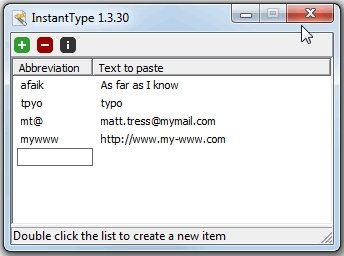 InstantType 1.3.30
Abbreviation Text to paste
afaik As far as I know
tpyo typo
mt@ matt.tress@mymail.com
mywww http://www.my-www.com
Double click the list to create a new item